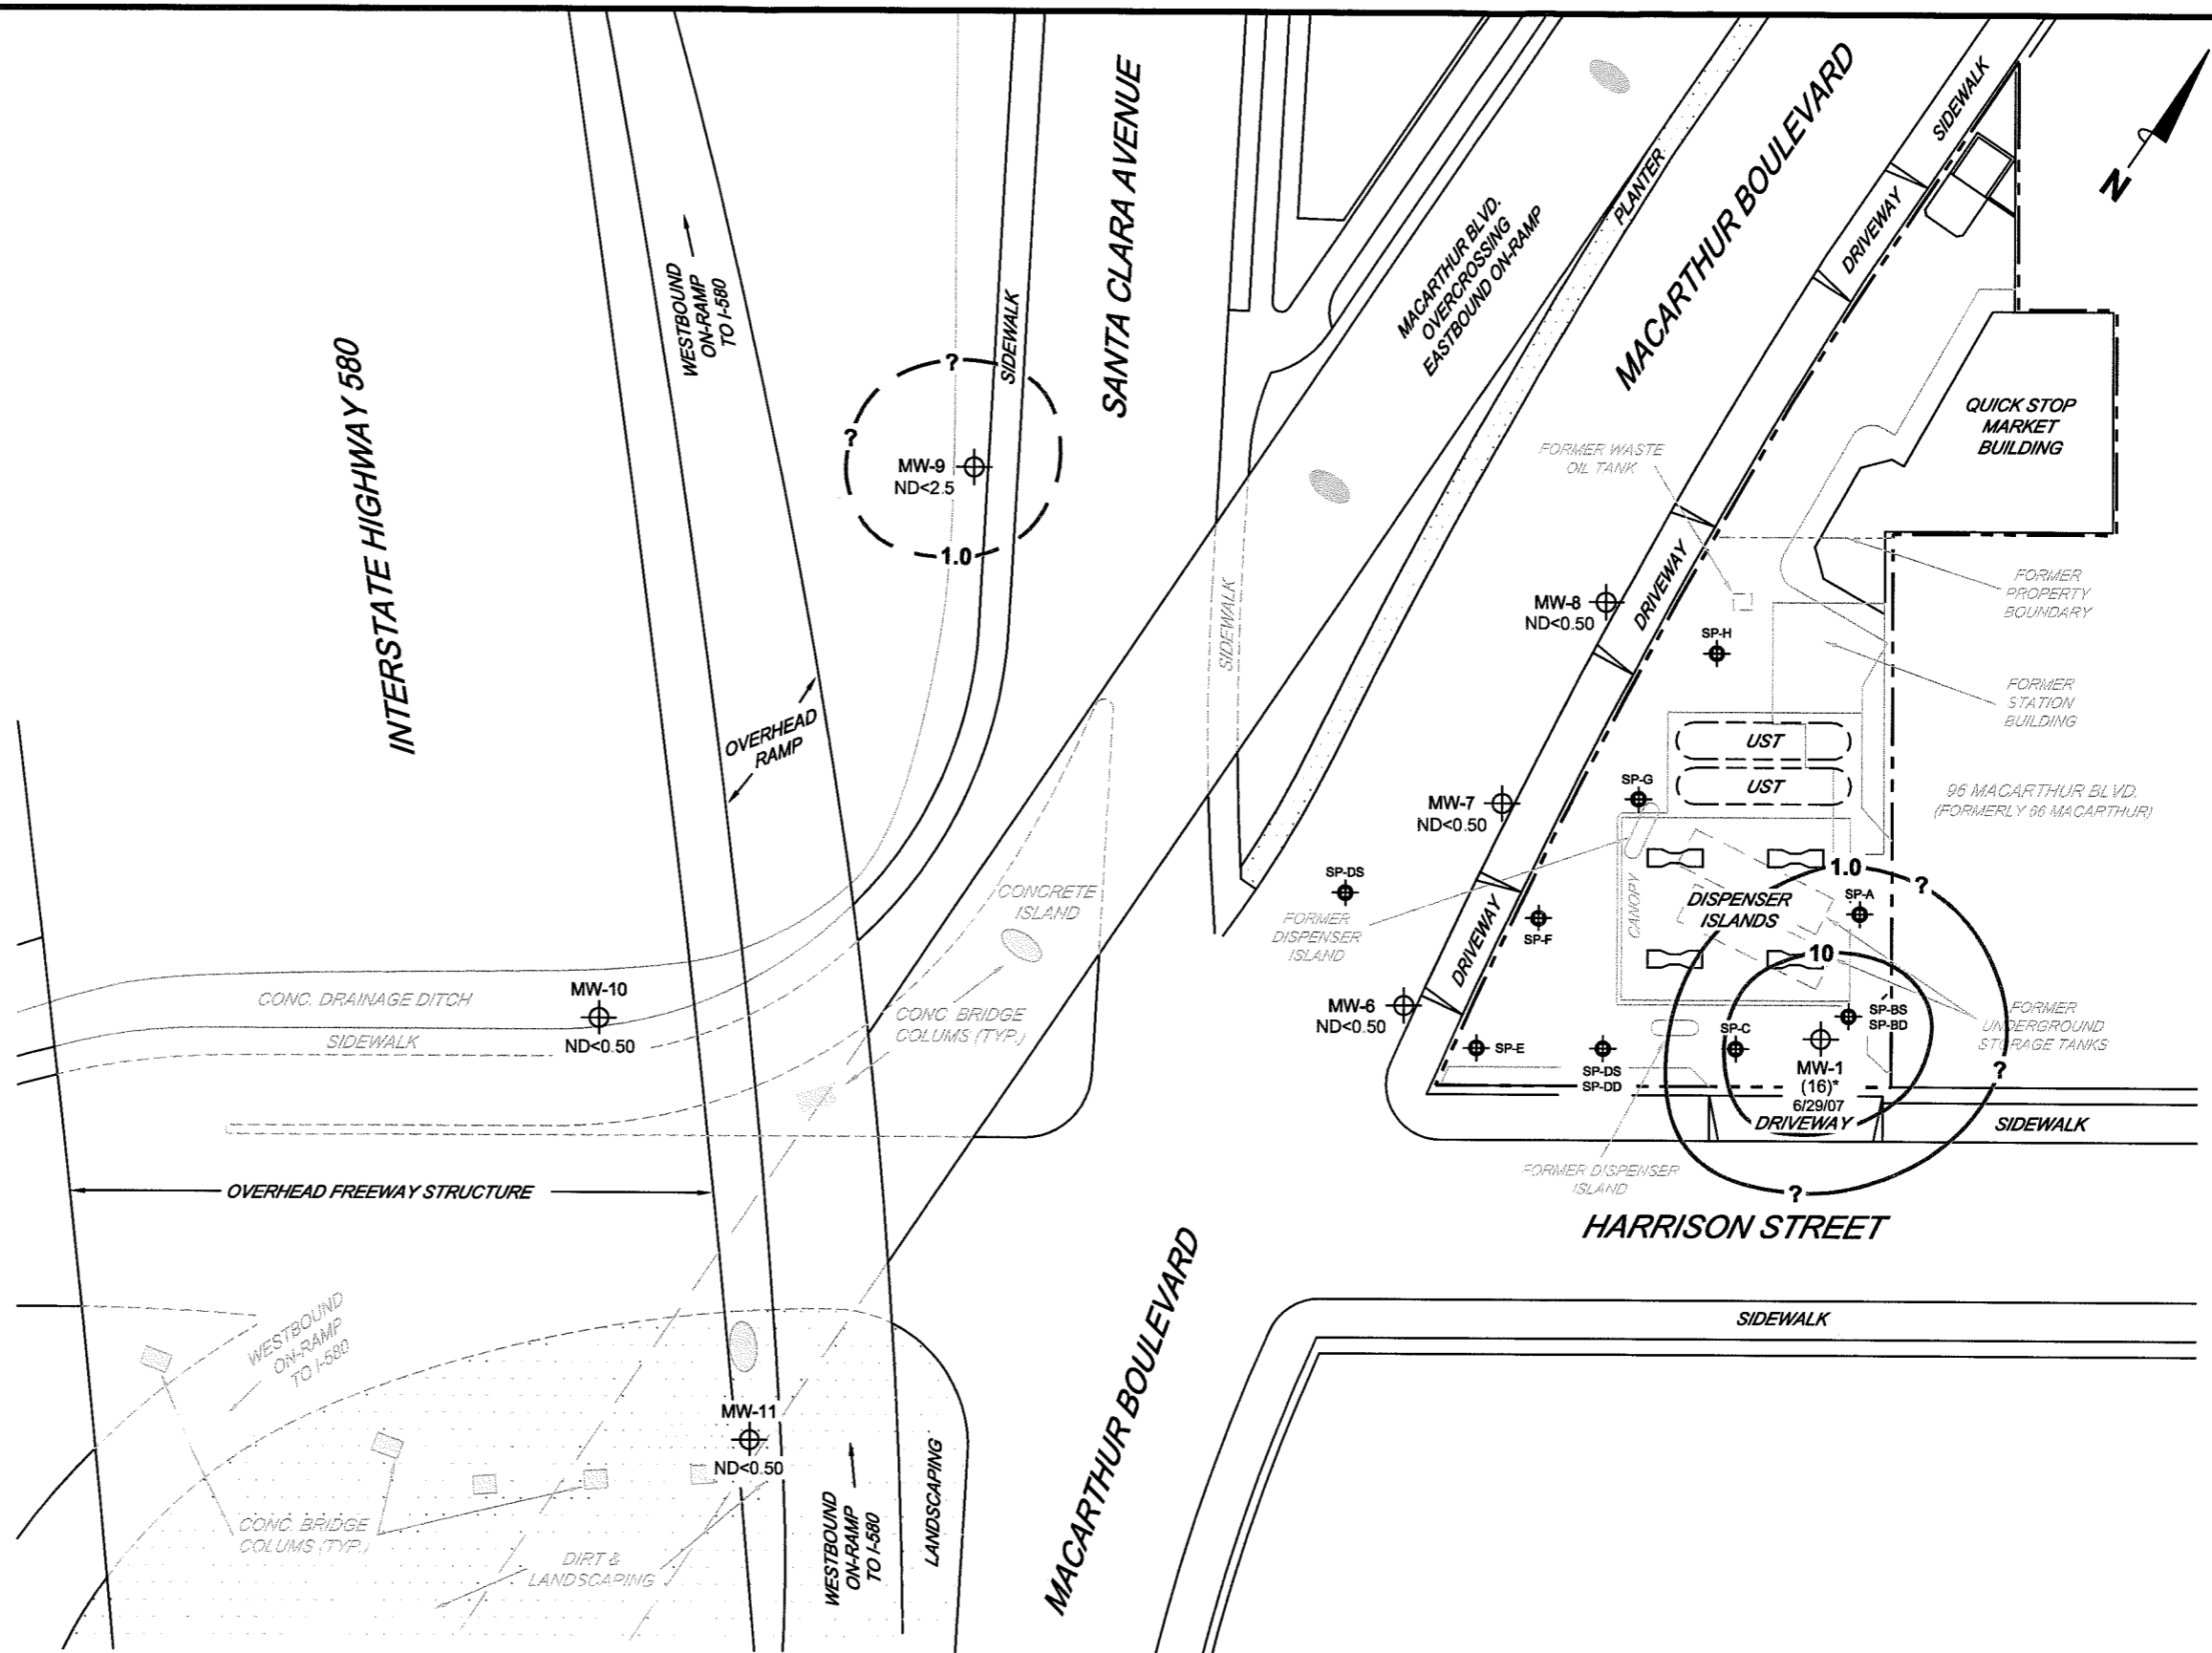 INTERSTATE HIGHWAY 580
WESTBOUND
ON-RAMP
TO I-580
OVERHEAD
RAMP
?
?
MW-9
ND<2.5
1.0
SIDEWALK
SANTA CLARA AVENUE
SIDEWALK
MACARTHUR BLVD.
OVERCROSSING
EASTBOUND ON-RAMP
PLANTER
MACARTHUR BOULEVARD
SIDEWALK
DRIVEWAY
N
QUICK STOP
MARKET
BUILDING
FORMER WASTE
OIL TANK
DRIVEWAY
FORMER
PROPERTY
BOUNDARY
MW-8
ND<0.50
SP-H
FORMER
STATION
BUILDING
UST
UST
96 MACARTHUR BLVD.
(FORMERLY 66 MACARTHUR)
SP-G
MW-7
ND<0.50
SP-DS
FORMER
DISPENSER
ISLAND
DRIVEWAY
SP-F
CANOPY
DISPENSER
ISLANDS
1.0
?
SP-A
10
MW-6
ND<0.50
SP-E
SP-DS
SP-DD
SP-C
SP-BS
SP-BD
FORMER
UNDERGROUND
STORAGE TANKS
MW-1
(16)*
6/29/07
DRIVEWAY
?
SIDEWALK
FORMER DISPENSER
ISLAND
?
HARRISON STREET
SIDEWALK
CONCRETE
ISLAND
CONC. BRIDGE
COLUMS (TYP.)
CONC. DRAINAGE DITCH
SIDEWALK
MW-10
ND<0.50
OVERHEAD FREEWAY STRUCTURE
WESTBOUND
ON-RAMP
TO I-580
MW-11
ND<0.50
CONC. BRIDGE
COLUMS (TYP.)
DIRT &
LANDSCAPING
WESTBOUND
ON-RAMP
TO I-580
LANDSCAPING
MACARTHUR BOULEVARD